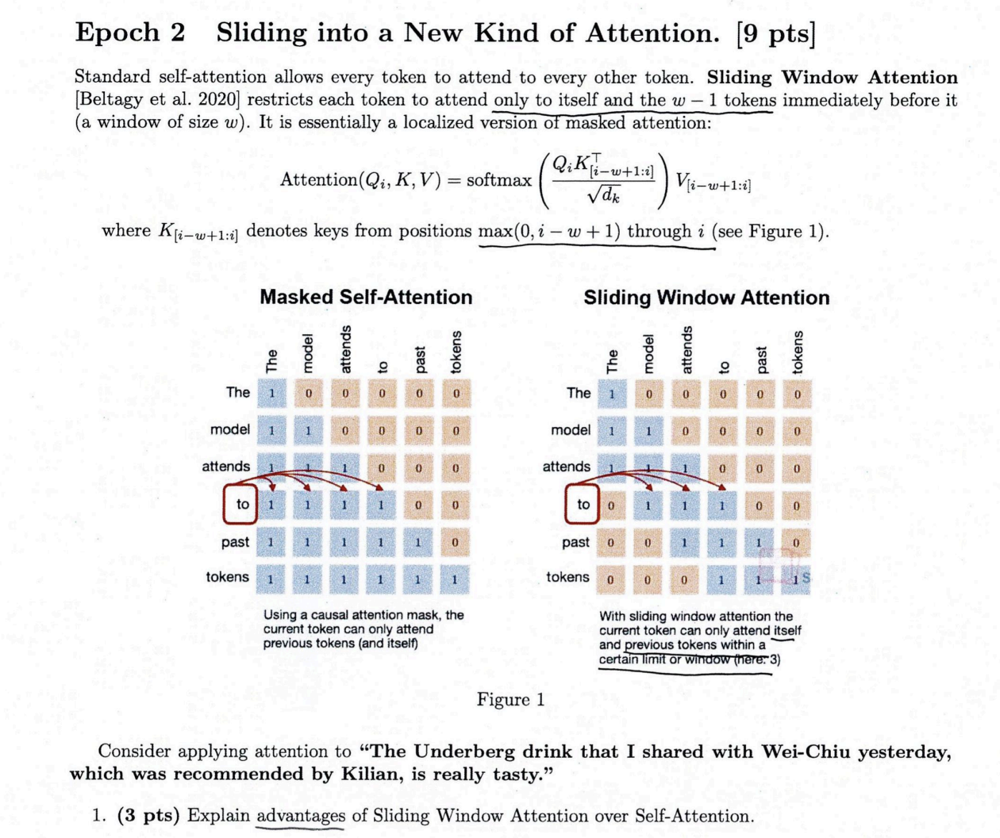 Epoch 2 Sliding into a New Kind of Attention. [9 pts]
Standard self-attention allows every token to attend to every other token. Sliding Window Attention
[Beltagy et al. 2020] restricts each token to attend only to itself and the w − 1 tokens immediately before it
(a window of size w). It is essentially a localized version of masked attention:
Attention(Q_i, K, V) = softmax( Q_i K^⊤_{[i−w+1:i]} / √d_k ) V_{[i−w+1:i]}
where K_{[i−w+1:i]} denotes keys from positions max(0, i − w + 1) through i (see Figure 1).
Masked Self-Attention
The model attends to past tokens
The 1 0 0 0 0 0
model 1 1 0 0 0 0
attends 1 1 1 0 0 0
to 1 1 1 1 0 0
past 1 1 1 1 1 0
tokens 1 1 1 1 1 1
Using a causal attention mask, the
current token can only attend
previous tokens (and itself)
Sliding Window Attention
The model attends to past tokens
The 1 0 0 0 0 0
model 1 1 0 0 0 0
attends 1 1 1 0 0 0
to 0 1 1 1 0 0
past 0 0 1 1 1 0
tokens 0 0 0 1 1 1 s
With sliding window attention the
current token can only attend itself
and previous tokens within a
certain limit or window (here: 3)
Figure 1
Consider applying attention to “The Underberg drink that I shared with Wei-Chiu yesterday,
which was recommended by Kilian, is really tasty.”
1. (3 pts) Explain advantages of Sliding Window Attention over Self-Attention.